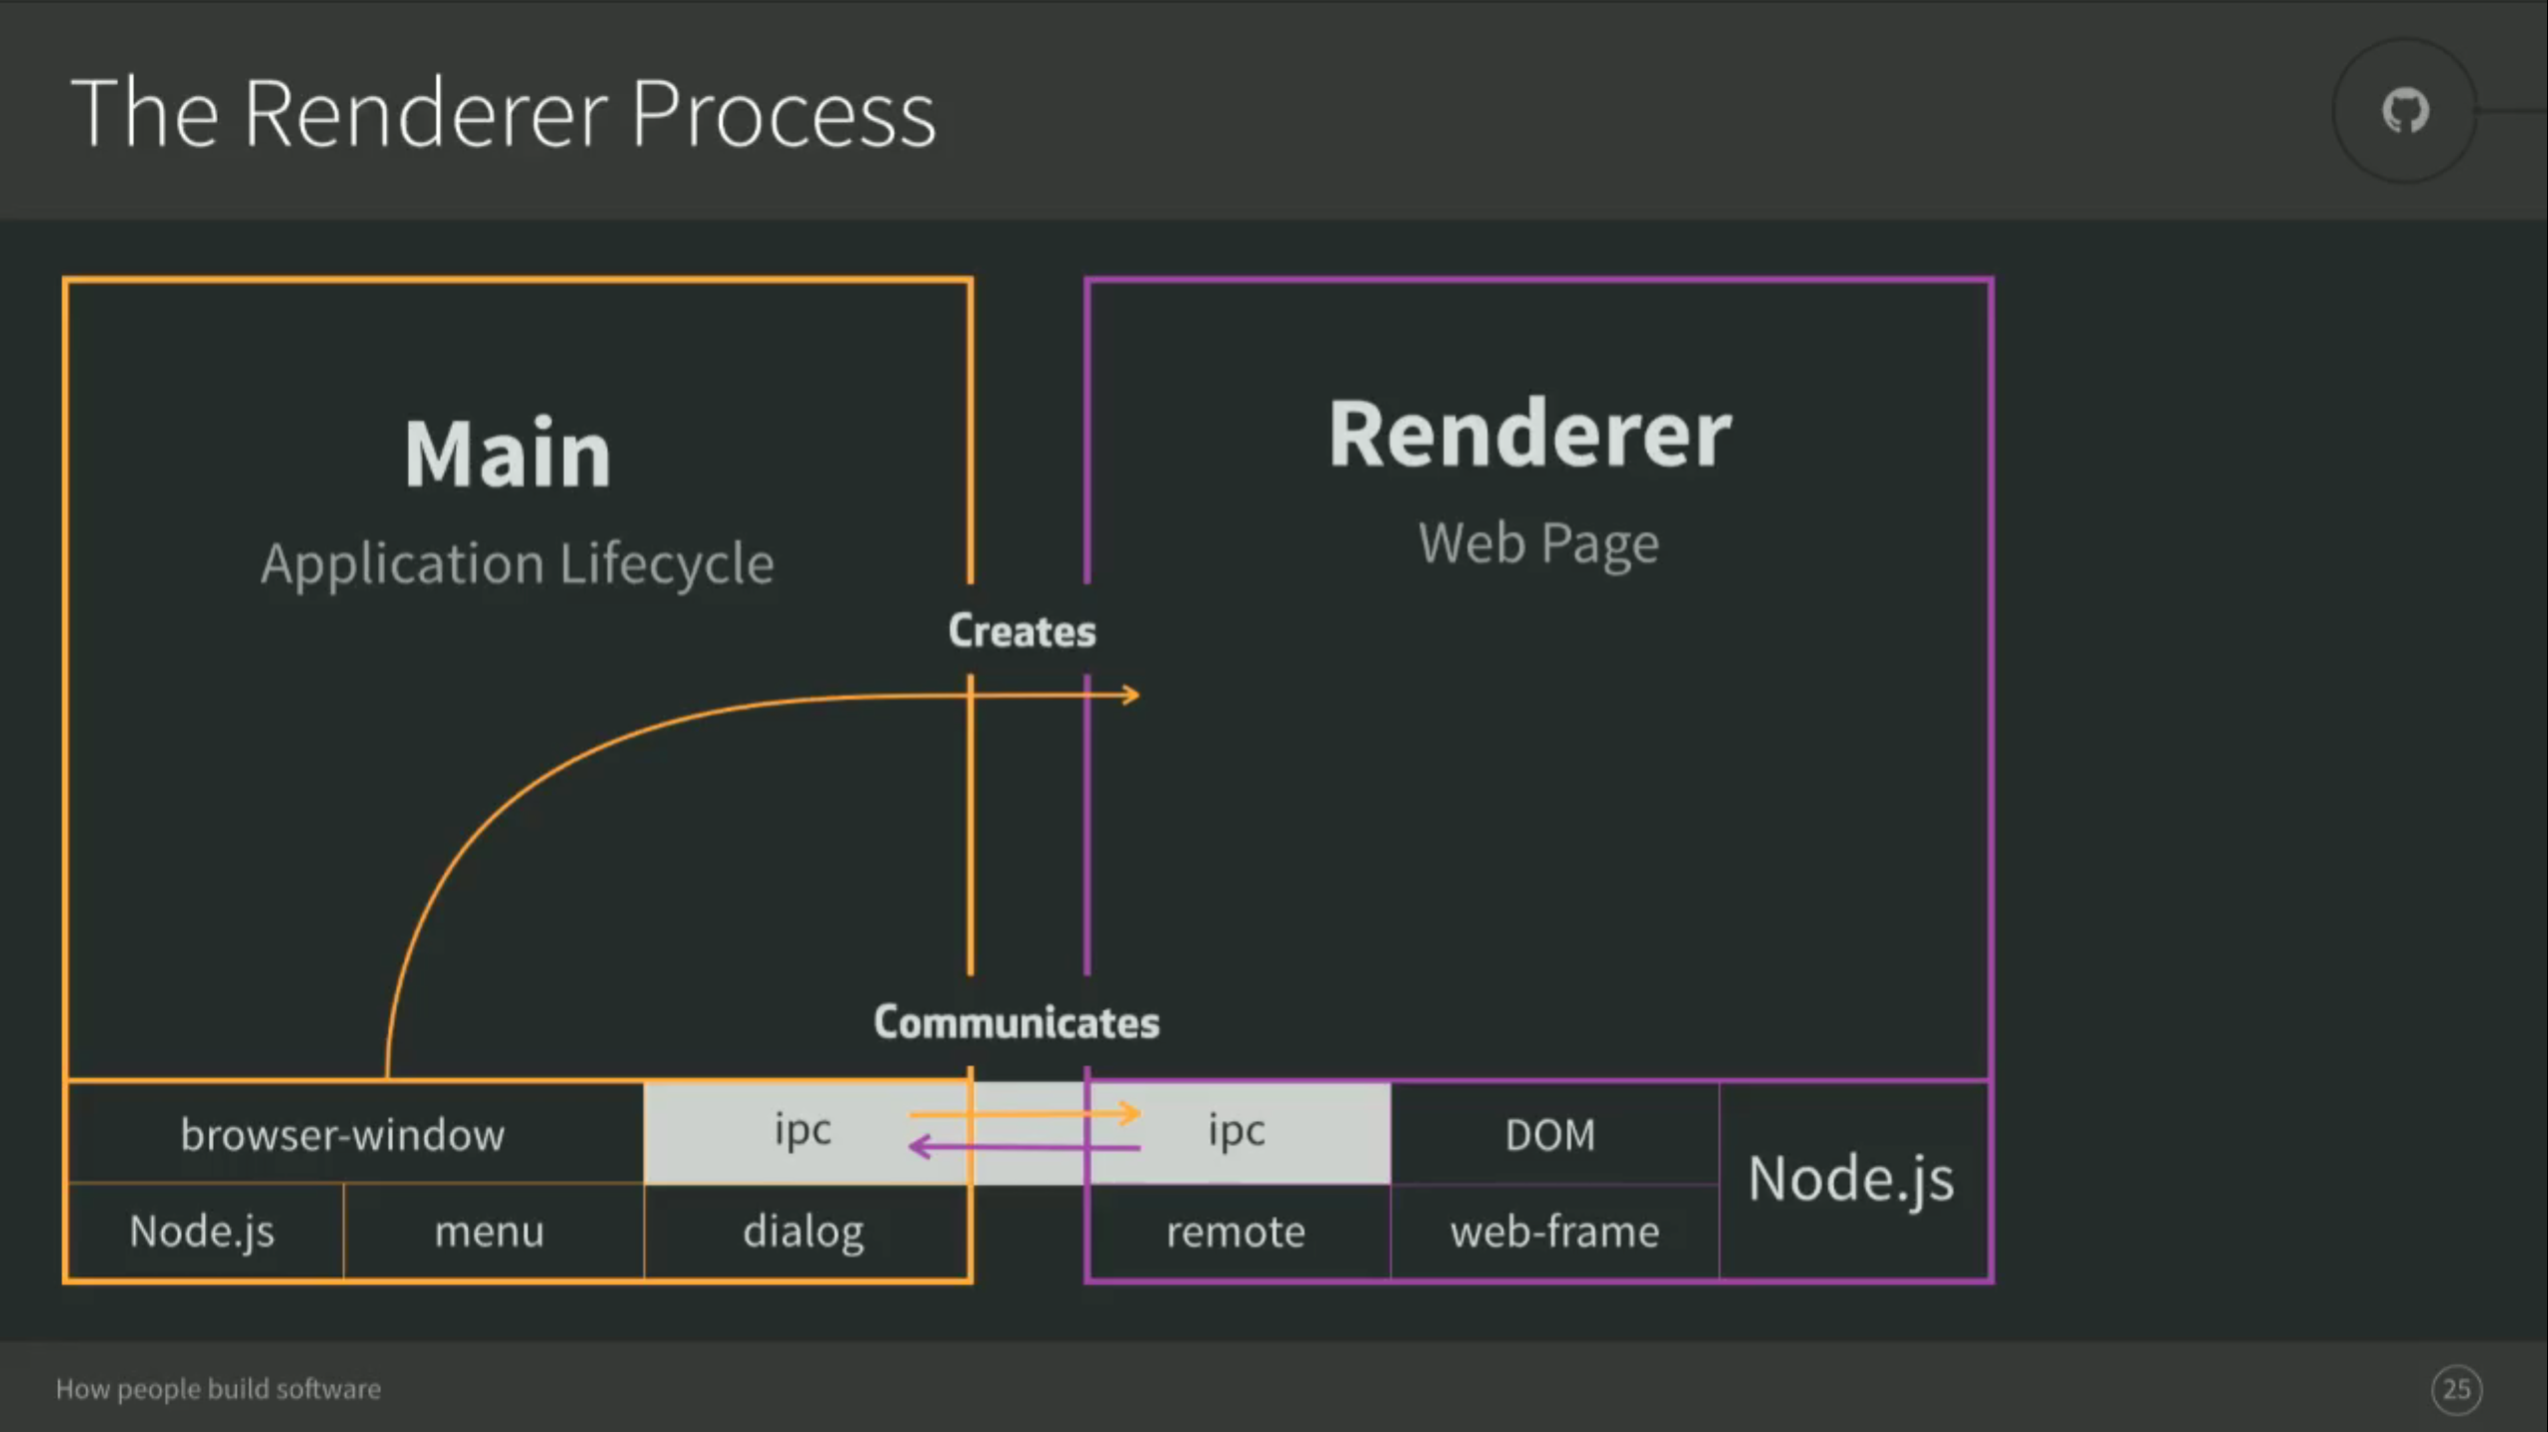 The Renderer Process
Main
Application Lifecycle
Renderer
Web Page
Creates
Communicates
browser-window
ipc
ipc
DOM
Node.js
Node.js
menu
dialog
remote
web-frame
How people build software
25